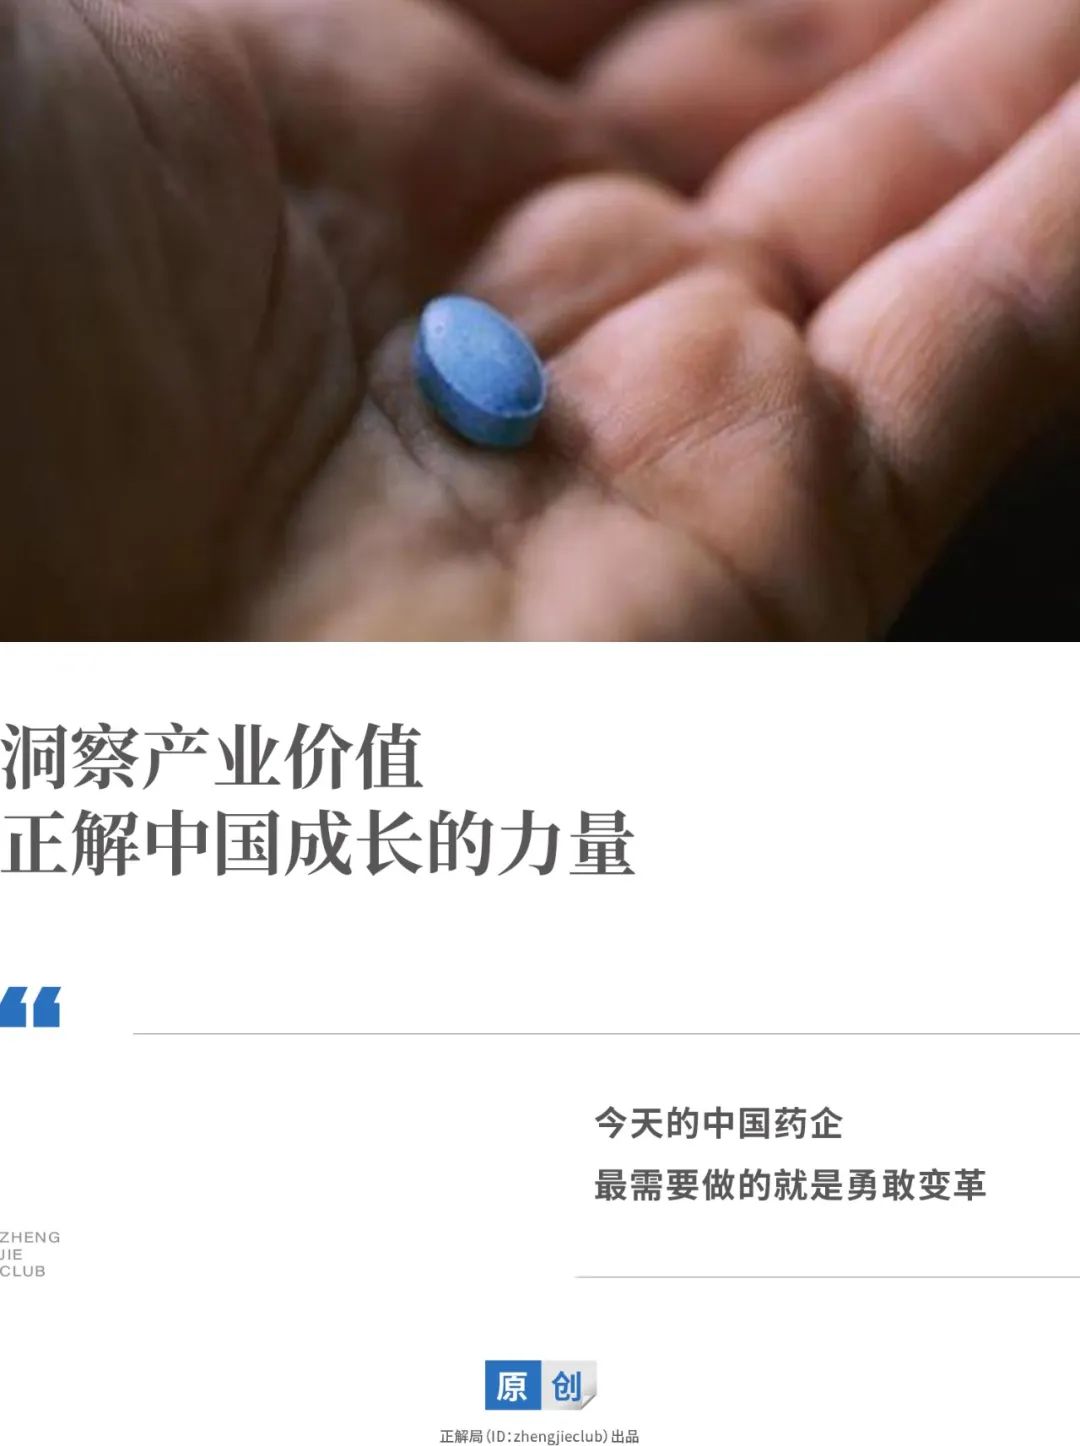 洞察产业价值
正解中国成长的力量
“
今天的中国药企
最需要做的就是勇敢变革
ZHENG
JIE
CLUB
原创
正解局(ID:zhengjieclub)出品